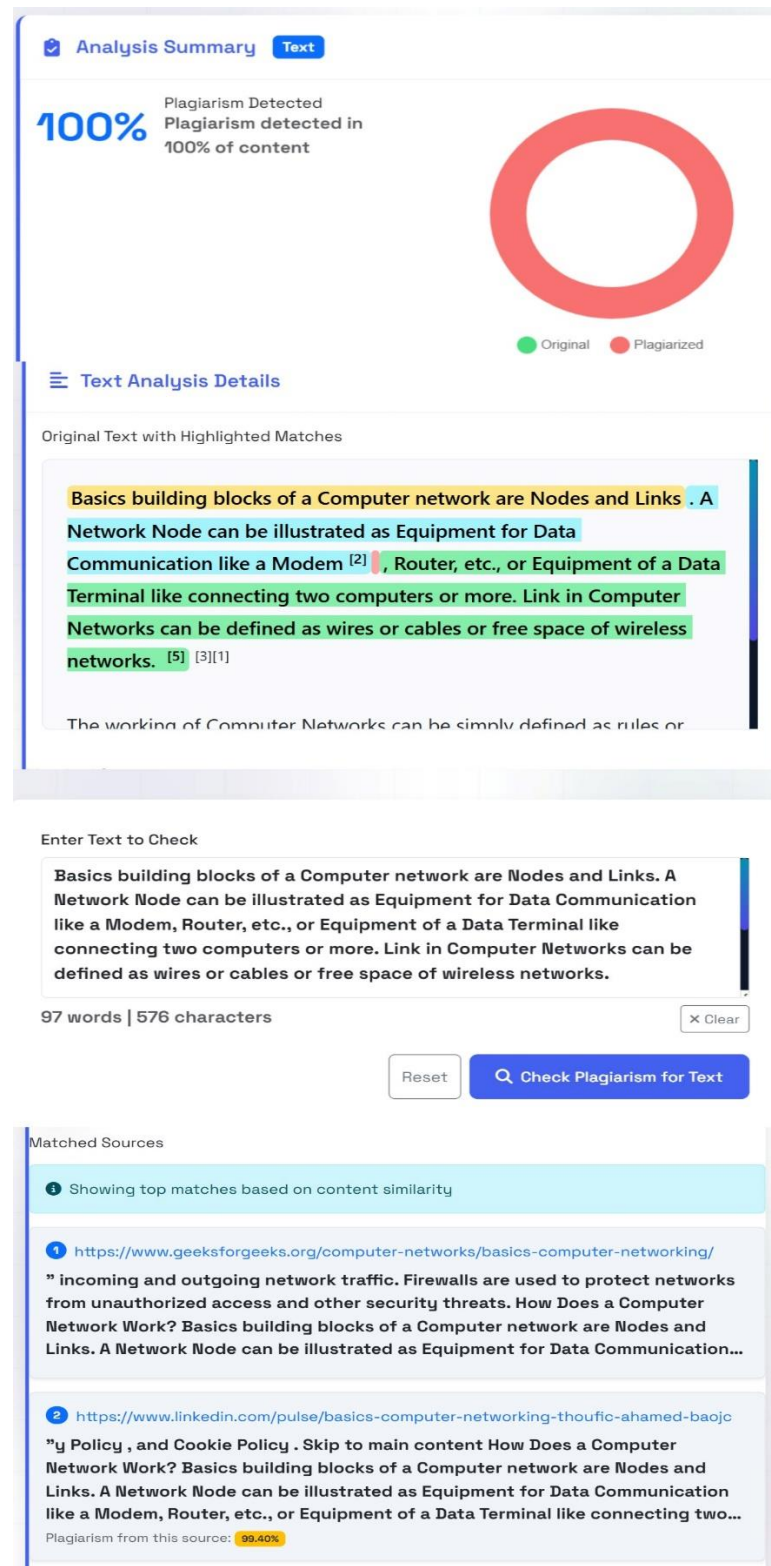 Analysis Summary Text
100%
Plagiarism Detected
Plagiarism detected in
100% of content
Original Plagiarized
Text Analysis Details
Original Text with Highlighted Matches
Basics building blocks of a Computer network are Nodes and Links . A
Network Node can be illustrated as Equipment for Data
Communication like a Modem [2] , Router, etc., or Equipment of a Data
Terminal like connecting two computers or more. Link in Computer
Networks can be defined as wires or cables or free space of wireless
networks. [5] [3][1]
The working of Computer Networks can be simply defined as rules or
Enter Text to Check
Basics building blocks of a Computer network are Nodes and Links. A
Network Node can be illustrated as Equipment for Data Communication
like a Modem, Router, etc., or Equipment of a Data Terminal like
connecting two computers or more. Link in Computer Networks can be
defined as wires or cables or free space of wireless networks.
97 words | 576 characters
× Clear
Reset
Check Plagiarism for Text
Matched Sources
Showing top matches based on content similarity
1 https://www.geeksforgeeks.org/computer-networks/basics-computer-networking/
" incoming and outgoing network traffic. Firewalls are used to protect networks
from unauthorized access and other security threats. How Does a Computer
Network Work? Basics building blocks of a Computer network are Nodes and
Links. A Network Node can be illustrated as Equipment for Data Communication...
2 https://www.linkedin.com/pulse/basics-computer-networking-thoufic-ahamed-baojc
"y Policy , and Cookie Policy . Skip to main content How Does a Computer
Network Work? Basics building blocks of a Computer network are Nodes and
Links. A Network Node can be illustrated as Equipment for Data Communication
like a Modem, Router, etc., or Equipment of a Data Terminal like connecting two...
Plagiarism from this source: 99.40%